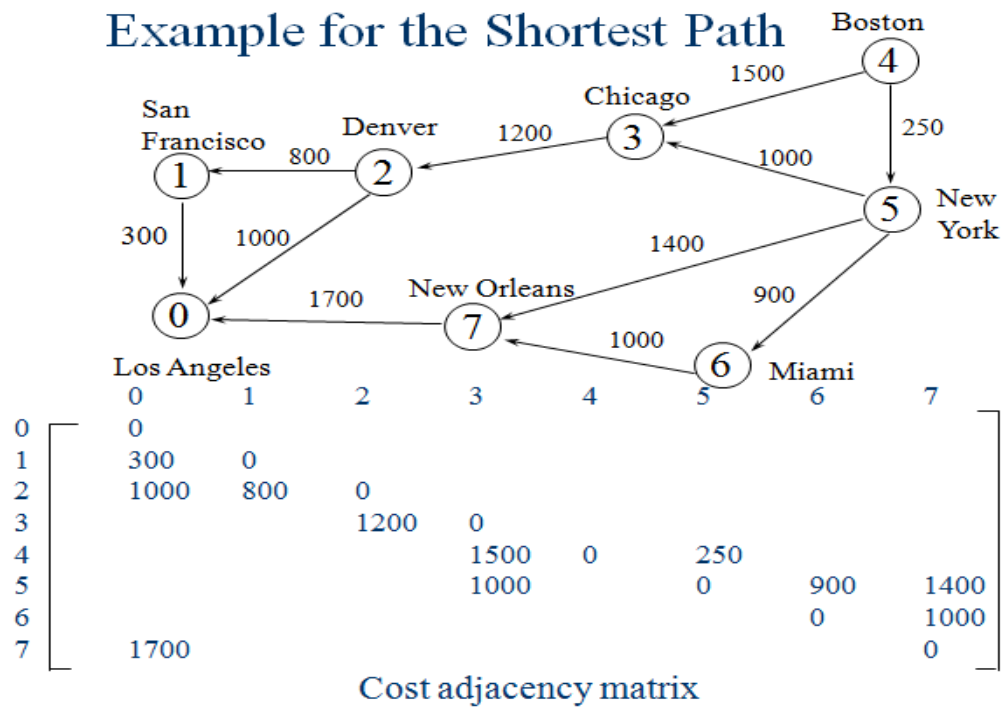 Example for the Shortest Path
Boston
4
1500
Chicago
3
250
San
Francisco
Denver
1200
800
1
2
1000
5
New
York
300
1000
1400
900
0
1700
New Orleans
7
1000
6
Los Angeles
Miami
0 1 2 3 4 5 6 7
0 0
1 300 0
2 1000 800 0
3 1200 0
4 1500 0 250
5 1000 0 900 1400
6 0 1000
7 1700 0
Cost adjacency matrix